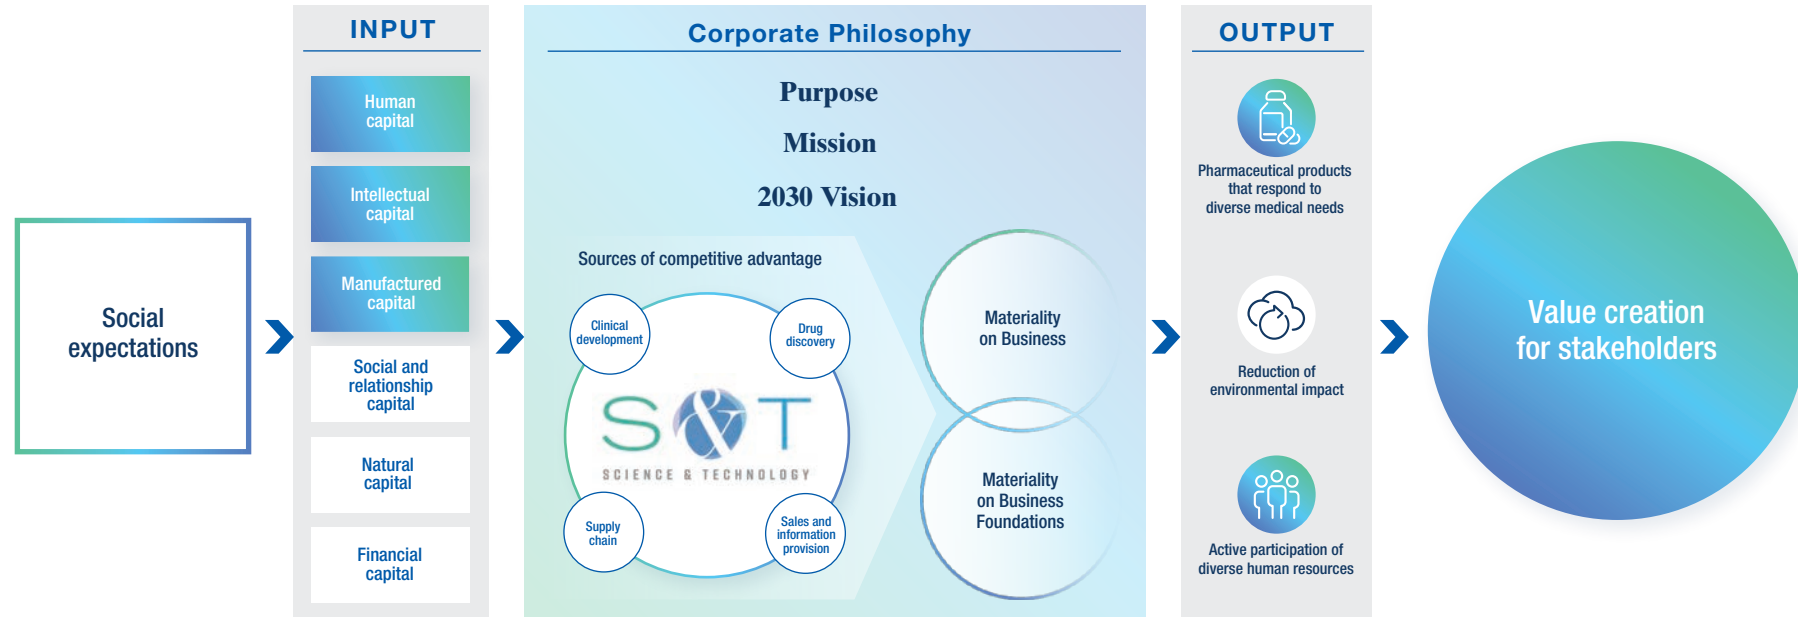 Social
expectations
INPUT
Human
capital
Intellectual
capital
Manufactured
capital
Social and
relationship
capital
Natural
capital
Financial
capital
Corporate Philosophy
Purpose
Mission
2030 Vision
Sources of competitive advantage
Clinical
development
Drug
discovery
S&T
SCIENCE & TECHNOLOGY
Supply
chain
Sales and
information
provision
Materiality
on Business
Materiality
on Business
Foundations
OUTPUT
Pharmaceutical products
that respond to
diverse medical needs
Reduction of
environmental impact
Active participation of
diverse human resources
Value creation
for stakeholders